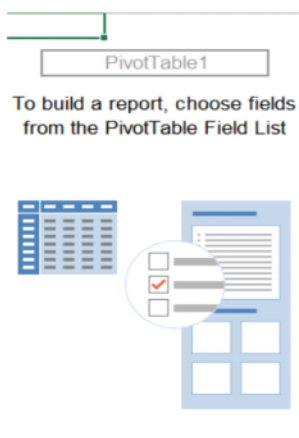 PivotTable1
To build a report, choose fields
from the PivotTable Field List